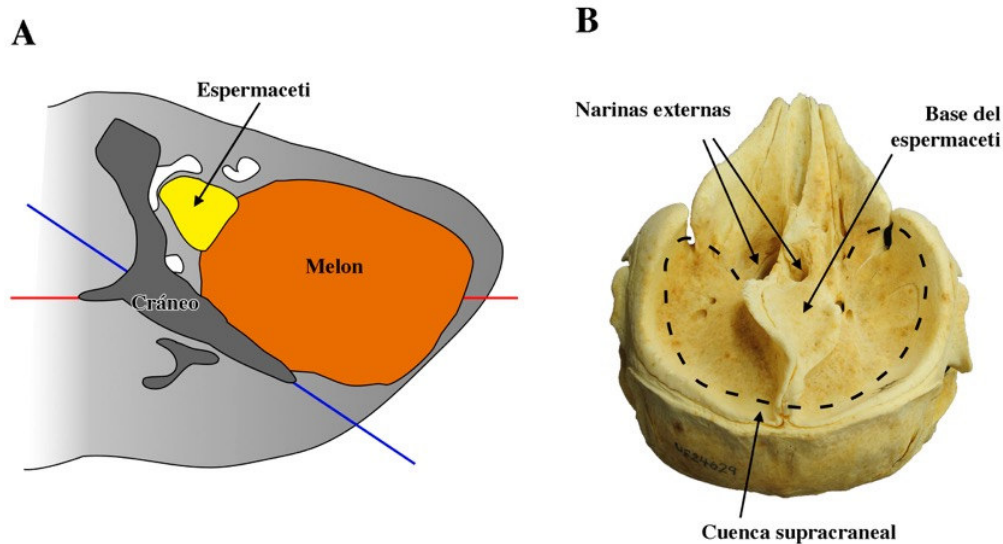 A
Espermaceti
Melon
Cráneo
B
Narinas externas
Base del
espermaceti
Cuenca supracraneal